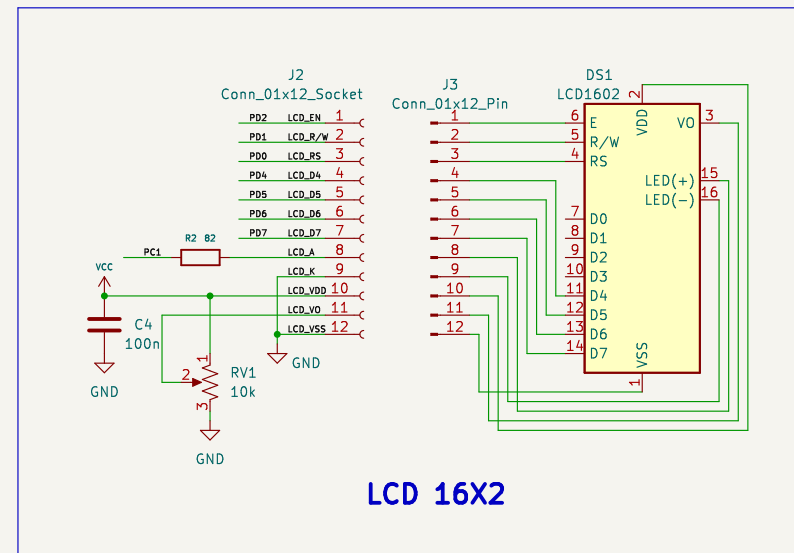 J2
Conn_01x12_Socket
J3
Conn_01x12_Pin
DS1
LCD1602
PD2 LCD_EN 1
PD1 LCD_R/W 2
PD0 LCD_RS 3
PD4 LCD_D4 4
PD5 LCD_D5 5
PD6 LCD_D6 6
PD7 LCD_D7 7
R2 82
PC1 LCD_A 8
LCD_K 9
VCC
LCD_VDD 10
LCD_VO 11
LCD_VSS 12
C4
100n
GND
GND
1
2
3
RV1
10k
GND
1
2
3
4
5
6
7
8
9
10
11
12
2
VDD
6 E
5 R/W
4 RS
7 D0
8 D1
9 D2
10 D3
11 D4
12 D5
13 D6
14 D7
VO 3
LED(+) 15
LED(-) 16
VSS
1
LCD 16X2